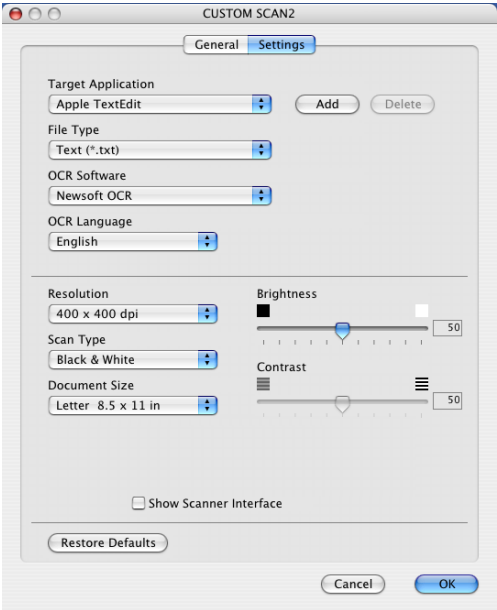 CUSTOM SCAN2
General Settings
Target Application
Apple TextEdit Add Delete
File Type
Text (*.txt)
OCR Software
Newsoft OCR
OCR Language
English
Resolution
400 x 400 dpi
Scan Type
Black & White
Document Size
Letter 8.5 x 11 in
Brightness
50
Contrast
50
Show Scanner Interface
Restore Defaults
Cancel OK